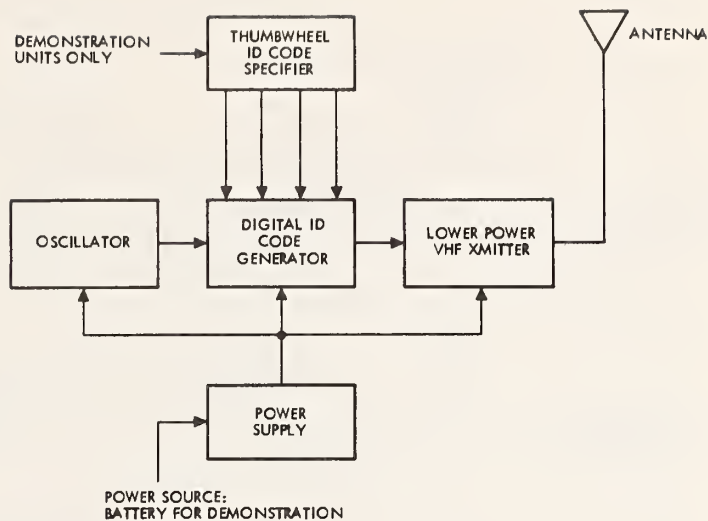 DEMONSTRATION
UNITS ONLY
THUMBWHEEL
ID CODE
SPECIFIER
ANTENNA
OSCILLATOR
DIGITAL ID
CODE
GENERATOR
LOWER POWER
VHF XMITTER
POWER
SUPPLY
POWER SOURCE:
BATTERY FOR DEMONSTRATION